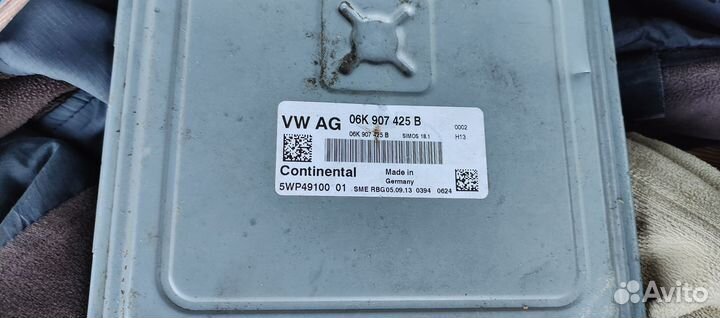 VW AG 06K 907 425 B
06K 907 425 B SIMOS 18.1 0002
H13
Continental Made in
Germany
5WP49100 01 SME RBG05.09.13 0394 0624
Avito